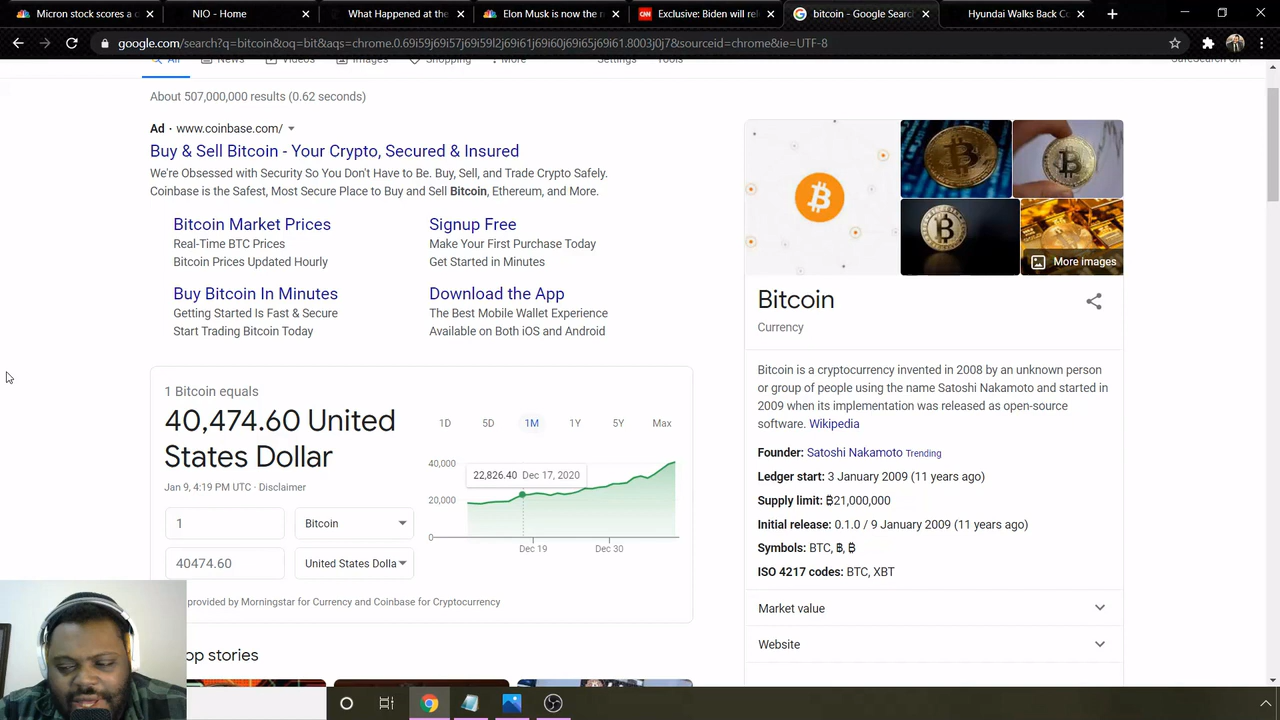 Micron stock scores a c
NIO - Home
What Happened at the
Elon Musk is now the n
CNN
Exclusive: Biden will rel
bitcoin - Google Search
Hyundai Walks Back Co
google.com/search?q=bitcoin&oq=bit&aqs=chrome.0.69i59j69i57j69i59l2j69i61j69i60j69i65j69i61.8003j0j7&sourceid=chrome&ie=UTF-8
All News Videos Images Shopping More Settings Tools SafeSearch on
About 507,000,000 results (0.62 seconds)
Ad · www.coinbase.com/
Buy & Sell Bitcoin - Your Crypto, Secured & Insured
We're Obsessed with Security So You Don't Have to Be. Buy, Sell, and Trade Crypto Safely.
Coinbase is the Safest, Most Secure Place to Buy and Sell Bitcoin, Ethereum, and More.
Bitcoin Market Prices
Real-Time BTC Prices
Bitcoin Prices Updated Hourly
Signup Free
Make Your First Purchase Today
Get Started in Minutes
Buy Bitcoin In Minutes
Getting Started Is Fast & Secure
Start Trading Bitcoin Today
Download the App
The Best Mobile Wallet Experience
Available on Both iOS and Android
1 Bitcoin equals
40,474.60 United
States Dollar
Jan 9, 4:19 PM UTC · Disclaimer
1 Bitcoin
40474.60 United States Dolla
1D 5D 1M 1Y 5Y Max
40,000
22,826.40 Dec 17, 2020
20,000
0
Dec 19 Dec 30
provided by Morningstar for Currency and Coinbase for Cryptocurrency
op stories
More images
Bitcoin
Currency
Bitcoin is a cryptocurrency invented in 2008 by an unknown person
or group of people using the name Satoshi Nakamoto and started in
2009 when its implementation was released as open-source
software. Wikipedia
Founder: Satoshi Nakamoto Trending
Ledger start: 3 January 2009 (11 years ago)
Supply limit: ₿21,000,000
Initial release: 0.1.0 / 9 January 2009 (11 years ago)
Symbols: BTC, ₿, ₿
ISO 4217 codes: BTC, XBT
Market value
Website